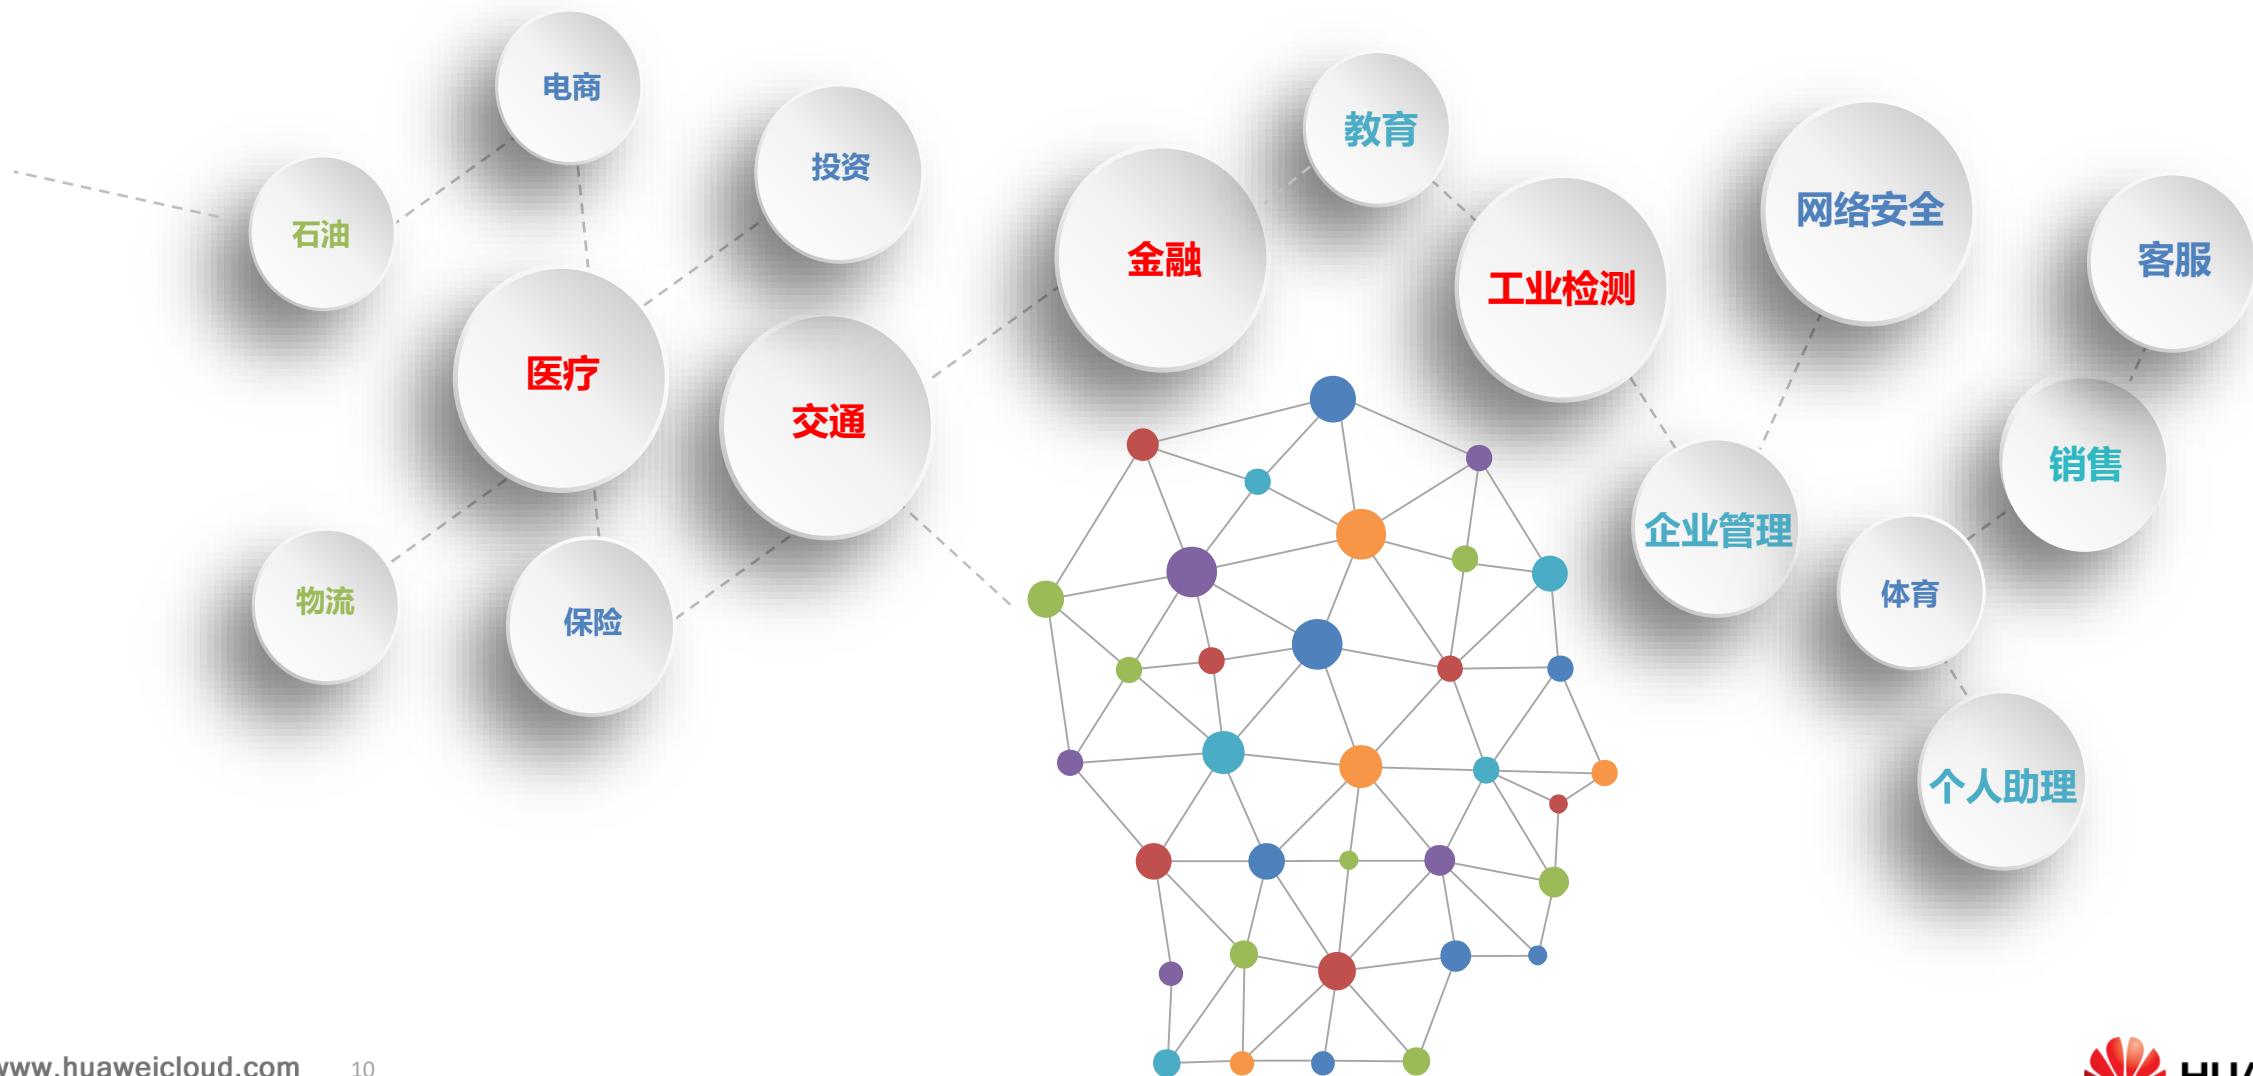 电商
教育
投资
网络安全
石油
金融
客服
工业检测
医疗
交通
销售
企业管理
体育
物流
保险
个人助理
www.huaweicloud.com
10